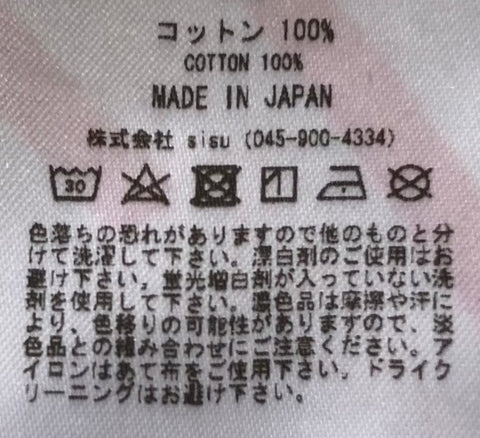 コットン 100%
COTTON 100%
MADE IN JAPAN
株式会社 sisu (045-900-4334)
30
色落ちの恐れがありますので他のものと分
けて洗濯して下さい。漂白剤のご使用はお
避け下さい。蛍光増白剤が入っていない洗
剤を使用して下さい。濃色品は摩擦や汗に
より、色移りの可能性がありますので、淡
色品との組み合わせにご注意ください。ア
イロンはあて布をご使用下さい、ドライク
リーニングはお避け下さい。